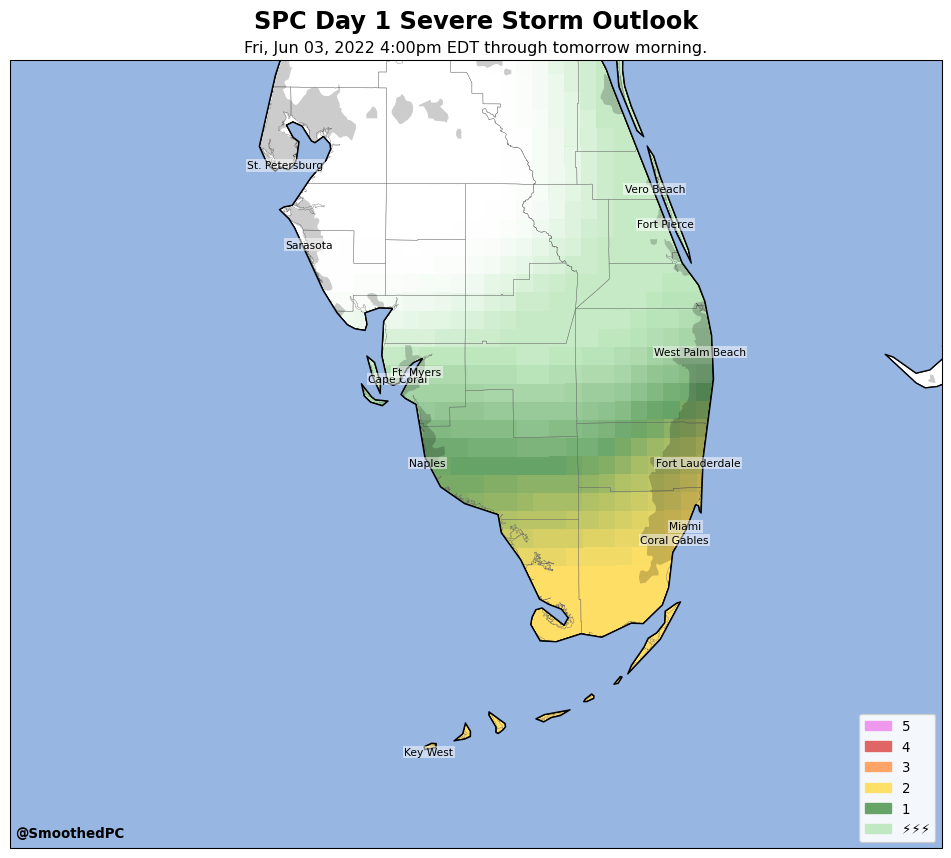 SPC Day 1 Severe Storm Outlook
Fri, Jun 03, 2022 4:00pm EDT through tomorrow morning.
St. Petersburg
Vero Beach
Fort Pierce
Sarasota
West Palm Beach
Ft. Myers
Cape Coral
Naples
Fort Lauderdale
Miami
Coral Gables
Key West
5
4
3
2
1
⚡⚡⚡
@SmoothedPC